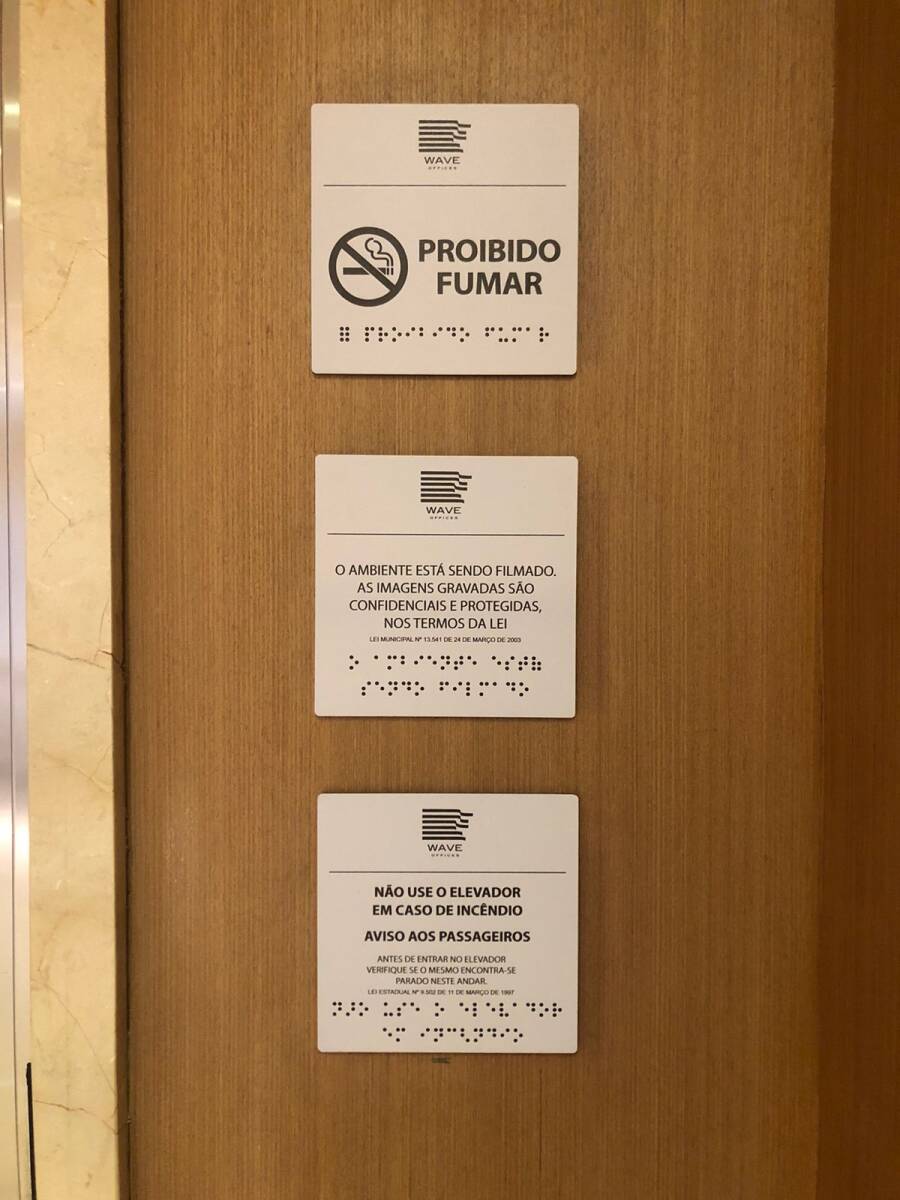 WAVE
OFFICES
PROIBIDO
FUMAR
WAVE
OFFICES
O AMBIENTE ESTÁ SENDO FILMADO.
AS IMAGENS GRAVADAS SÃO
CONFIDENCIAIS E PROTEGIDAS,
NOS TERMOS DA LEI
LEI MUNICIPAL Nº 13.541 DE 24 DE MARÇO DE 2003
WAVE
OFFICES
NÃO USE O ELEVADOR
EM CASO DE INCÊNDIO
AVISO AOS PASSAGEIROS
ANTES DE ENTRAR NO ELEVADOR
VERIFIQUE SE O MESMO ENCONTRA-SE
PARADO NESTE ANDAR.
LEI ESTADUAL Nº 9.502 DE 11 DE MARÇO DE 1997